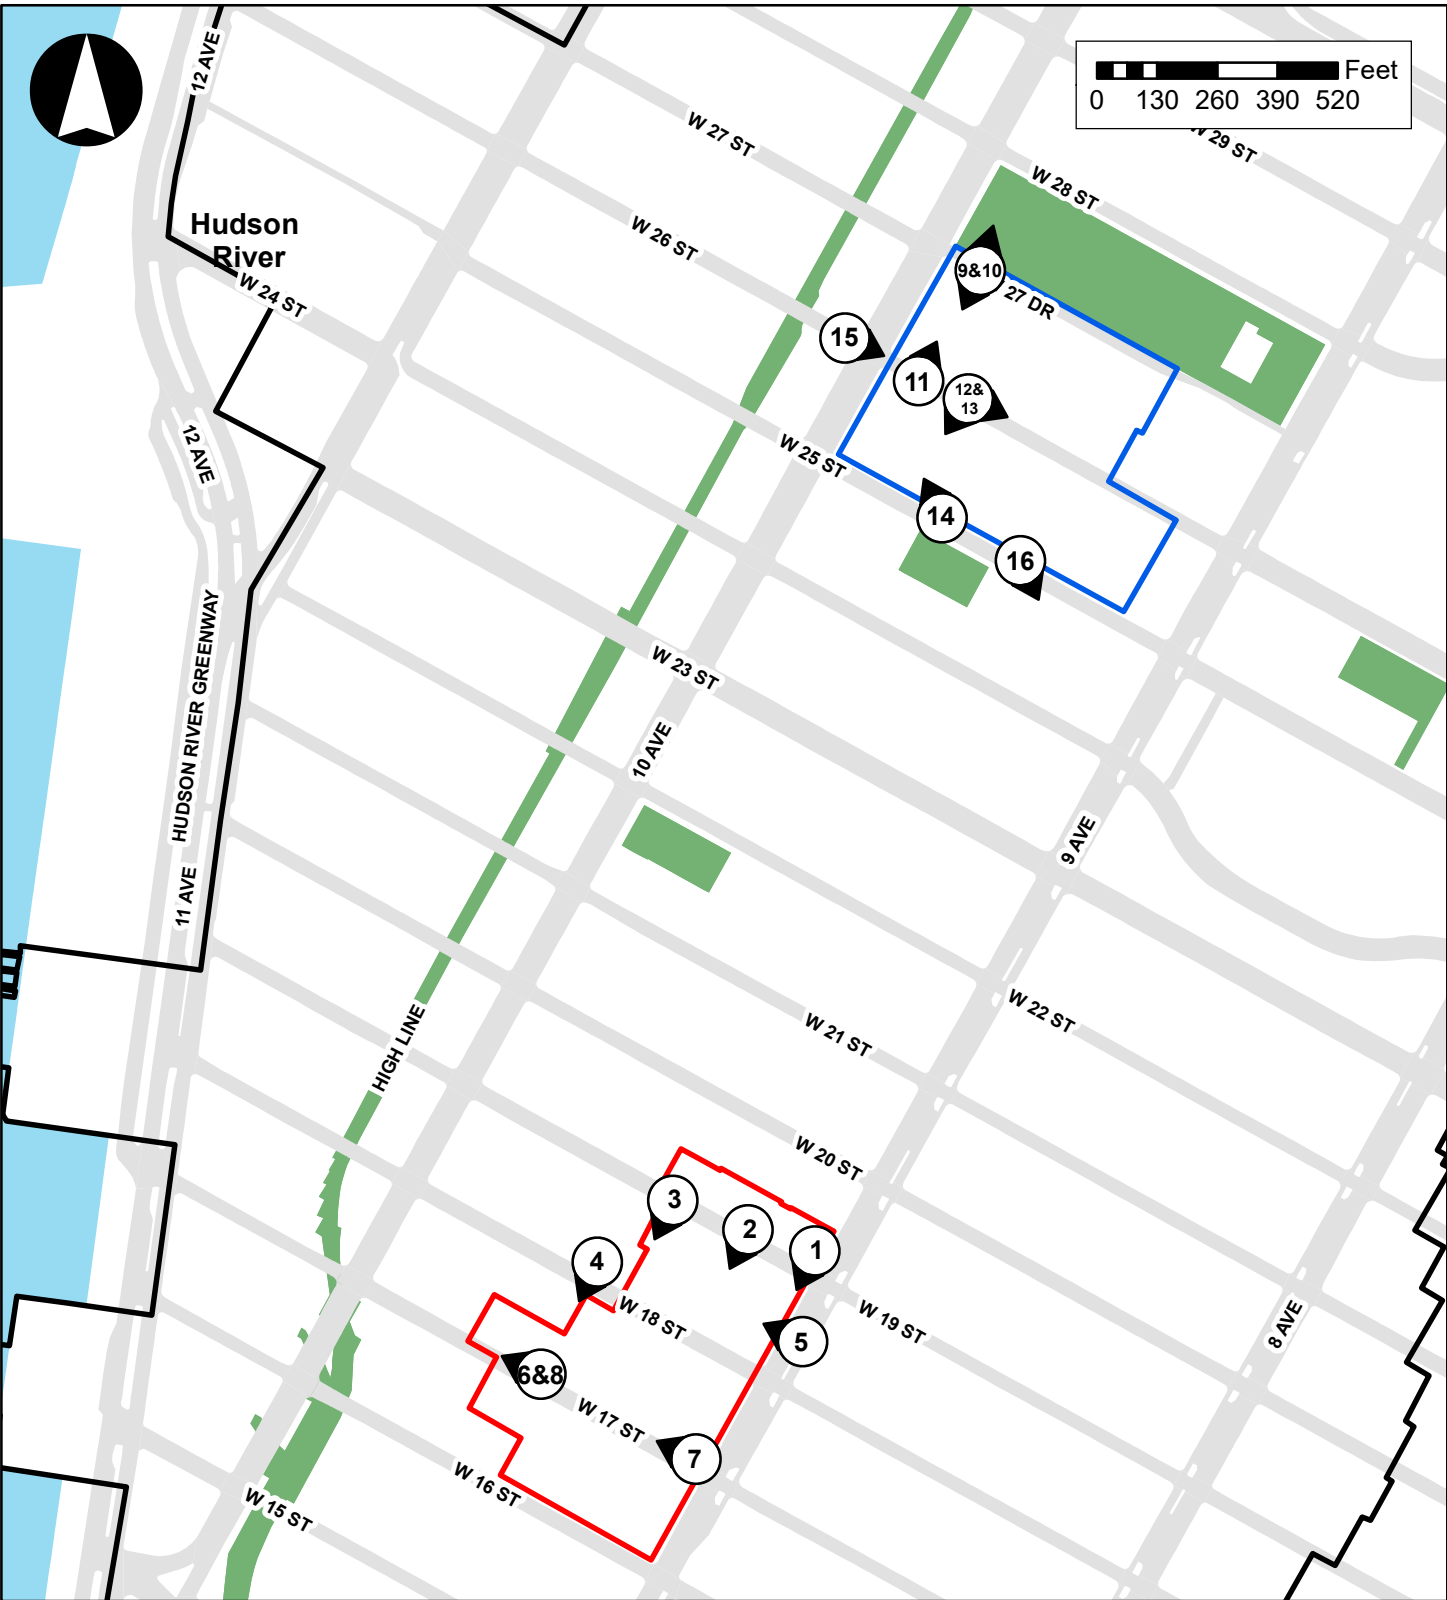 12 AVE
Feet
0 130 260 390 520
W 27 ST
W 29 ST
W 28 ST
Hudson
River
W 26 ST
9&10
27 DR
W 24 ST
15
11
12&
13
12 AVE
W 25 ST
14
16
W 23 ST
HUDSON RIVER GREENWAY
10 AVE
9 AVE
11 AVE
W 22 ST
W 21 ST
HIGH LINE
W 20 ST
3
2
1
4
W 18 ST
W 19 ST
8 AVE
5
6&8
W 17 ST
7
W 16 ST
W 15 ST